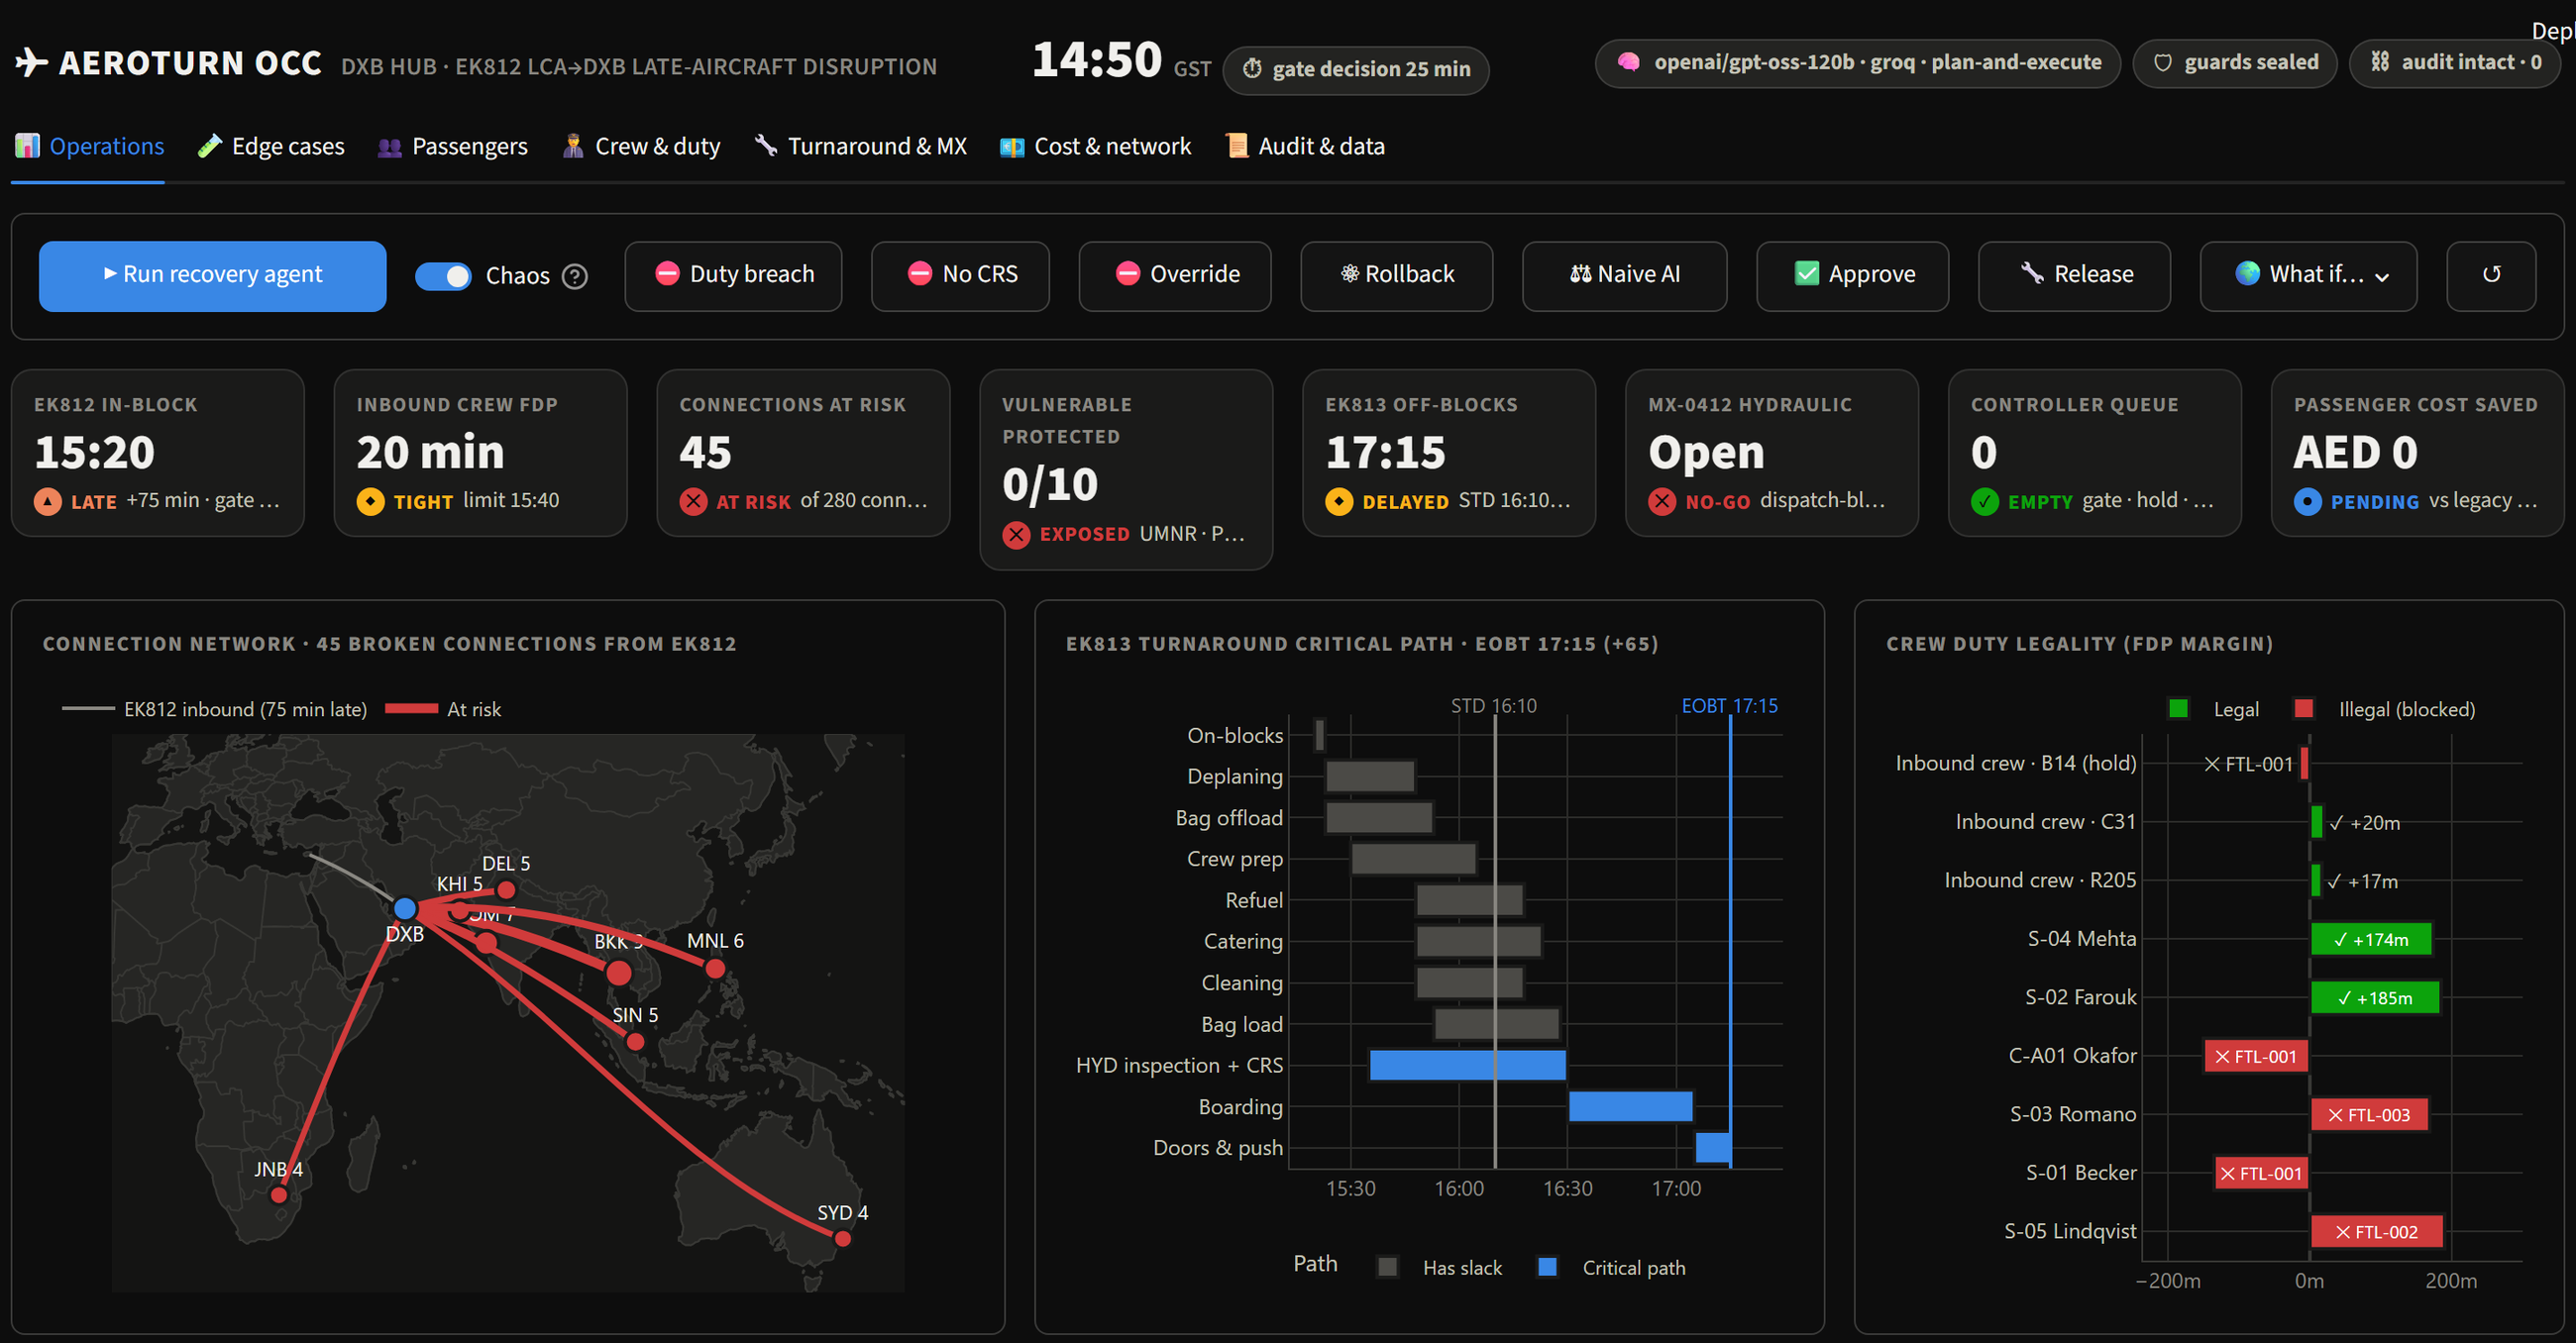 Dep
✈ AEROTURN OCC DXB HUB · EK812 LCA→DXB LATE-AIRCRAFT DISRUPTION
14:50 GST ⏱ gate decision 25 min
openai/gpt-oss-120b · groq · plan-and-execute
guards sealed
audit intact · 0
Operations
Edge cases
Passengers
Crew & duty
Turnaround & MX
Cost & network
Audit & data
Run recovery agent
Chaos ?
Duty breach
No CRS
Override
Rollback
Naive AI
Approve
Release
What if...
↺
EK812 IN-BLOCK
15:20
LATE +75 min · gate ...
INBOUND CREW FDP
20 min
TIGHT limit 15:40
CONNECTIONS AT RISK
45
AT RISK of 280 conn...
VULNERABLE
PROTECTED
0/10
EXPOSED UMNR · P...
EK813 OFF-BLOCKS
17:15
DELAYED STD 16:10...
MX-0412 HYDRAULIC
Open
NO-GO dispatch-bl...
CONTROLLER QUEUE
0
EMPTY gate · hold · ...
PASSENGER COST SAVED
AED 0
PENDING vs legacy ...
CONNECTION NETWORK · 45 BROKEN CONNECTIONS FROM EK812
EK812 inbound (75 min late)
At risk
DEL 5
KHI 5
DXB
MNL 6
SIN 5
JNB 4
SYD 4
BKK
EK813 TURNAROUND CRITICAL PATH · EOBT 17:15 (+65)
STD 16:10
EOBT 17:15
On-blocks
Deplaning
Bag offload
Crew prep
Refuel
Catering
Cleaning
Bag load
HYD inspection + CRS
Boarding
Doors & push
15:30 16:00 16:30 17:00
Path Has slack Critical path
CREW DUTY LEGALITY (FDP MARGIN)
Legal Illegal (blocked)
Inbound crew · B14 (hold) ✕ FTL-001
Inbound crew · C31 ✓ +20m
Inbound crew · R205 ✓ +17m
S-04 Mehta ✓ +174m
S-02 Farouk ✓ +185m
C-A01 Okafor ✕ FTL-001
S-03 Romano ✕ FTL-003
S-01 Becker ✕ FTL-001
S-05 Lindqvist ✕ FTL-002
−200m 0m 200m